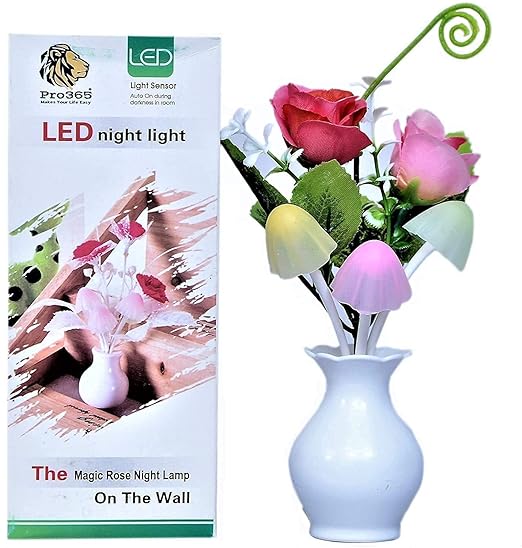 LED
Light Sensor
Auto On during
darkness in room
Pro365
Makes Your Life Easy
LED night light
The Magic Rose Night Lamp
On The Wall